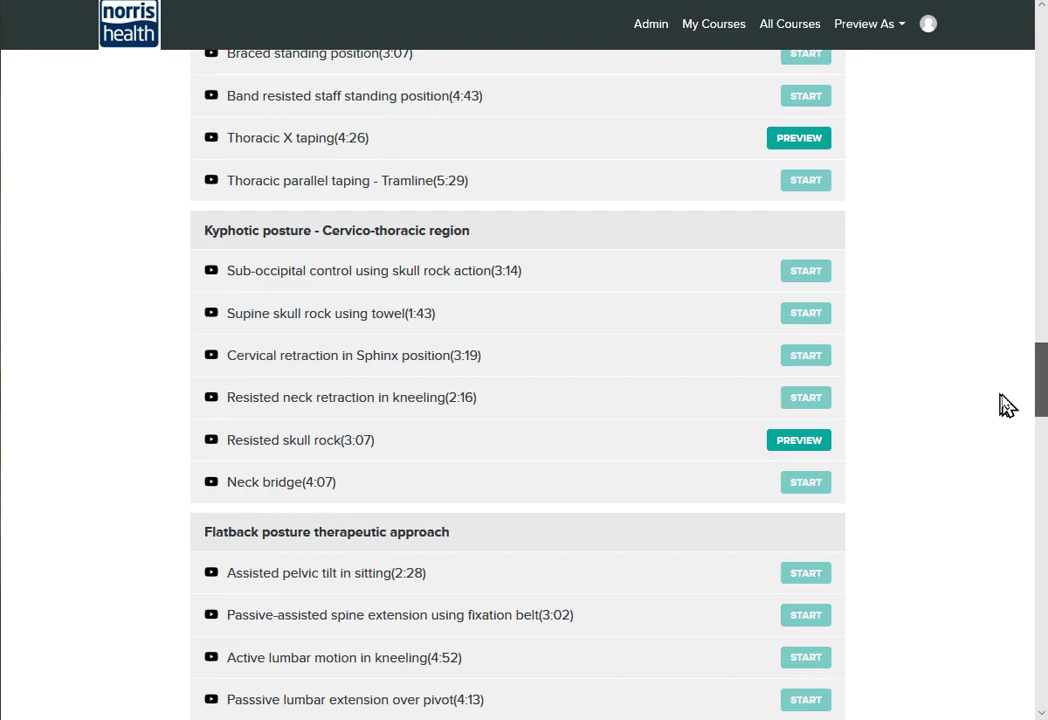 norris
health
Admin My Courses All Courses Preview As
Braced standing position(3:07) START
Band resisted staff standing position(4:43) START
Thoracic X taping(4:26) PREVIEW
Thoracic parallel taping - Tramline(5:29) START
Kyphotic posture - Cervico-thoracic region
Sub-occipital control using skull rock action(3:14) START
Supine skull rock using towel(1:43) START
Cervical retraction in Sphinx position(3:19) START
Resisted neck retraction in kneeling(2:16) START
Resisted skull rock(3:07) PREVIEW
Neck bridge(4:07) START
Flatback posture therapeutic approach
Assisted pelvic tilt in sitting(2:28) START
Passive-assisted spine extension using fixation belt(3:02) START
Active lumbar motion in kneeling(4:52) START
Passsive lumbar extension over pivot(4:13) START